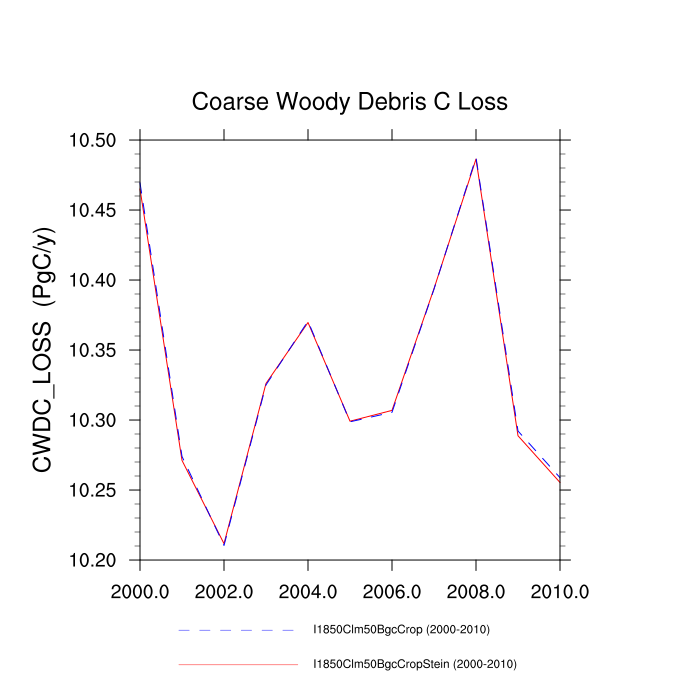 Coarse Woody Debris C Loss
CWDC_LOSS (PgC/y)
10.50
10.45
10.40
10.35
10.30
10.25
10.20
2000.0 2002.0 2004.0 2006.0 2008.0 2010.0
I1850Clm50BgcCrop (2000-2010)
I1850Clm50BgcCropStein (2000-2010)